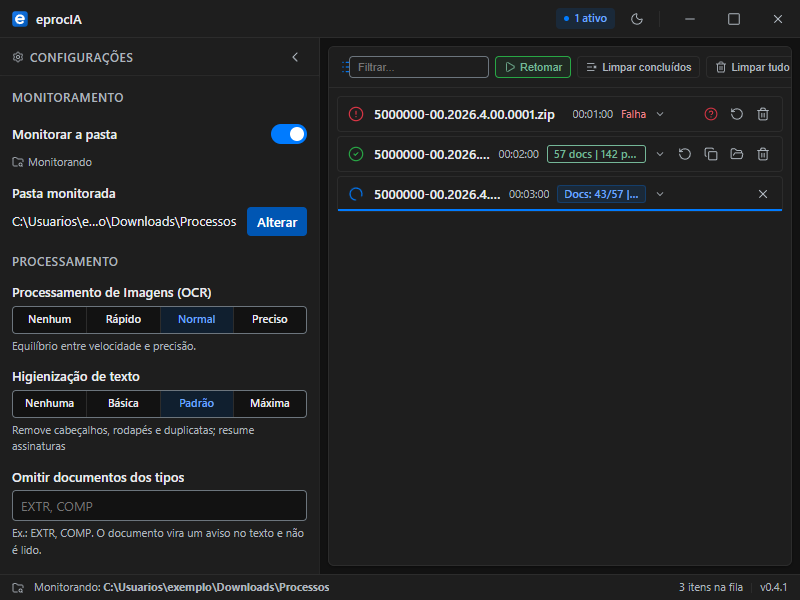 eprocIA
1 ativo
CONFIGURAÇÕES
MONITORAMENTO
Monitorar a pasta
Monitorando
Pasta monitorada
C:\Usuarios\e...o\Downloads\Processos
Alterar
PROCESSAMENTO
Processamento de Imagens (OCR)
Nenhum Rápido Normal Preciso
Equilíbrio entre velocidade e precisão.
Higienização de texto
Nenhuma Básica Padrão Máxima
Remove cabeçalhos, rodapés e duplicatas; resume
assinaturas
Omitir documentos dos tipos
EXTR, COMP
Ex.: EXTR, COMP. O documento vira um aviso no texto e não
é lido.
Filtrar... Retomar Limpar concluídos Limpar tudo
5000000-00.2026.4.00.0001.zip 00:01:00 Falha
5000000-00.2026.... 00:02:00 57 docs | 142 p...
5000000-00.2026.4.... 00:03:00 Docs: 43/57 |...
Monitorando: C:\Usuarios\exemplo\Downloads\Processos
3 itens na fila v0.4.1